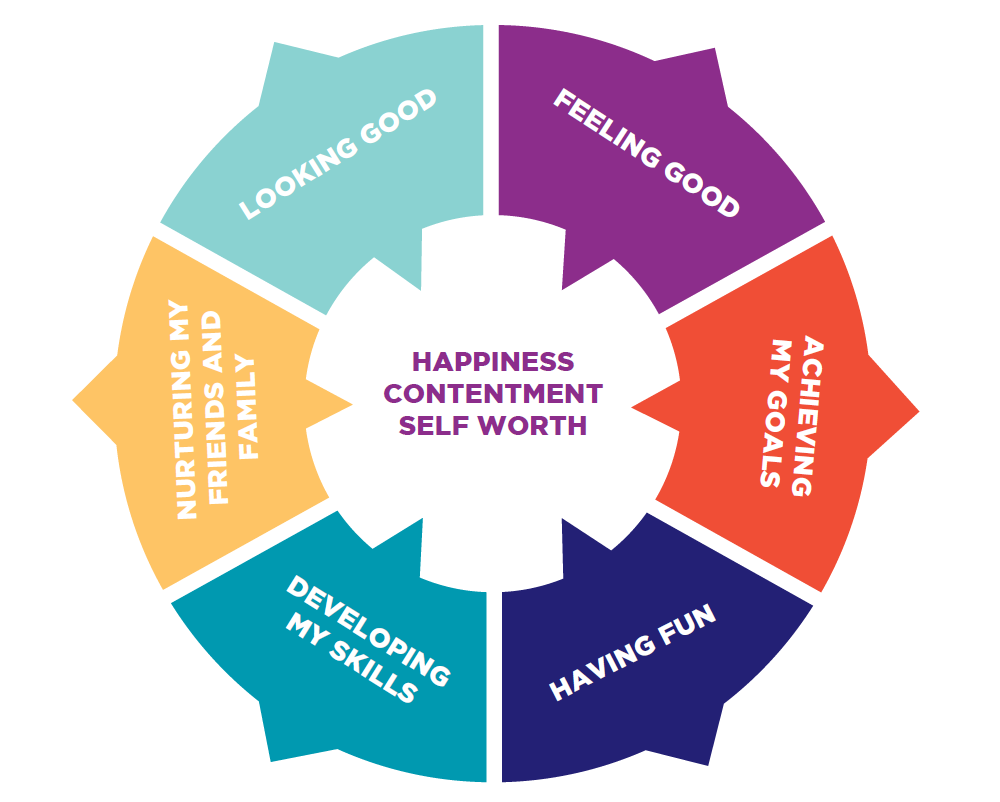 LOOKING GOOD
FEELING GOOD
ACHIEVING
MY GOALS
HAVING FUN
DEVELOPING
MY SKILLS
NURTURING MY
FRIENDS AND
FAMILY
HAPPINESS
CONTENTMENT
SELF WORTH